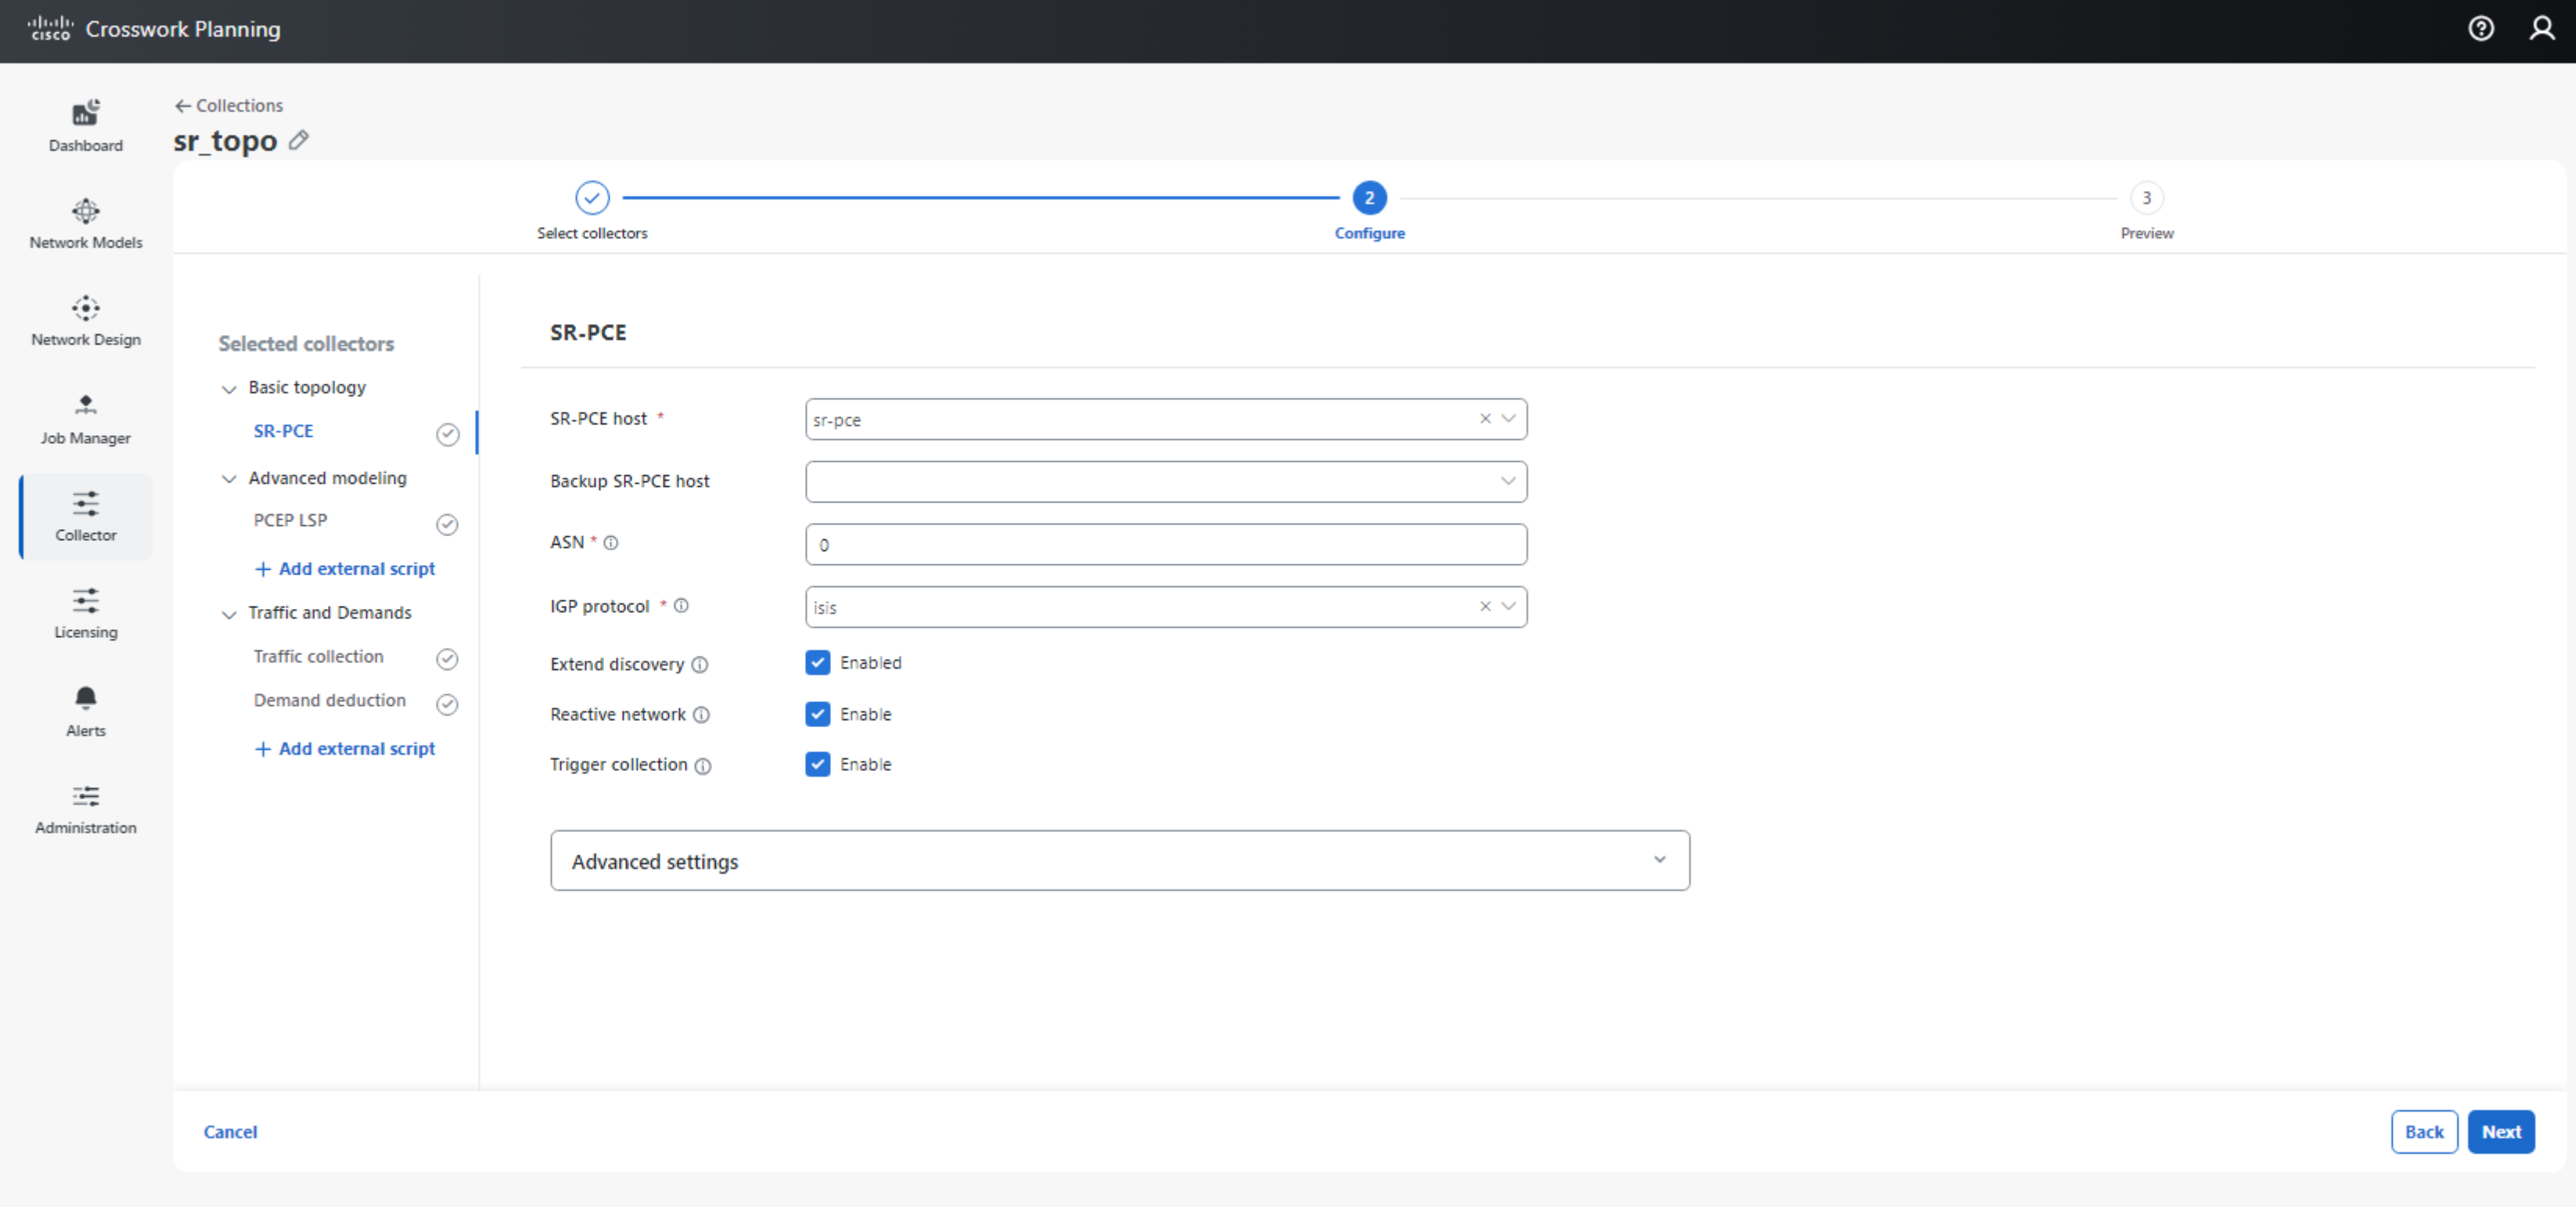 cisco Crosswork Planning
Dashboard
Network Models
Network Design
Job Manager
Collector
Licensing
Alerts
Administration
← Collections
sr_topo
Select collectors
2
Configure
3
Preview
Selected collectors
Basic topology
SR-PCE
Advanced modeling
PCEP LSP
+ Add external script
Traffic and Demands
Traffic collection
Demand deduction
+ Add external script
SR-PCE
SR-PCE host * sr-pce
Backup SR-PCE host
ASN * 0
IGP protocol * isis
Extend discovery Enabled
Reactive network Enable
Trigger collection Enable
Advanced settings
Cancel
Back Next